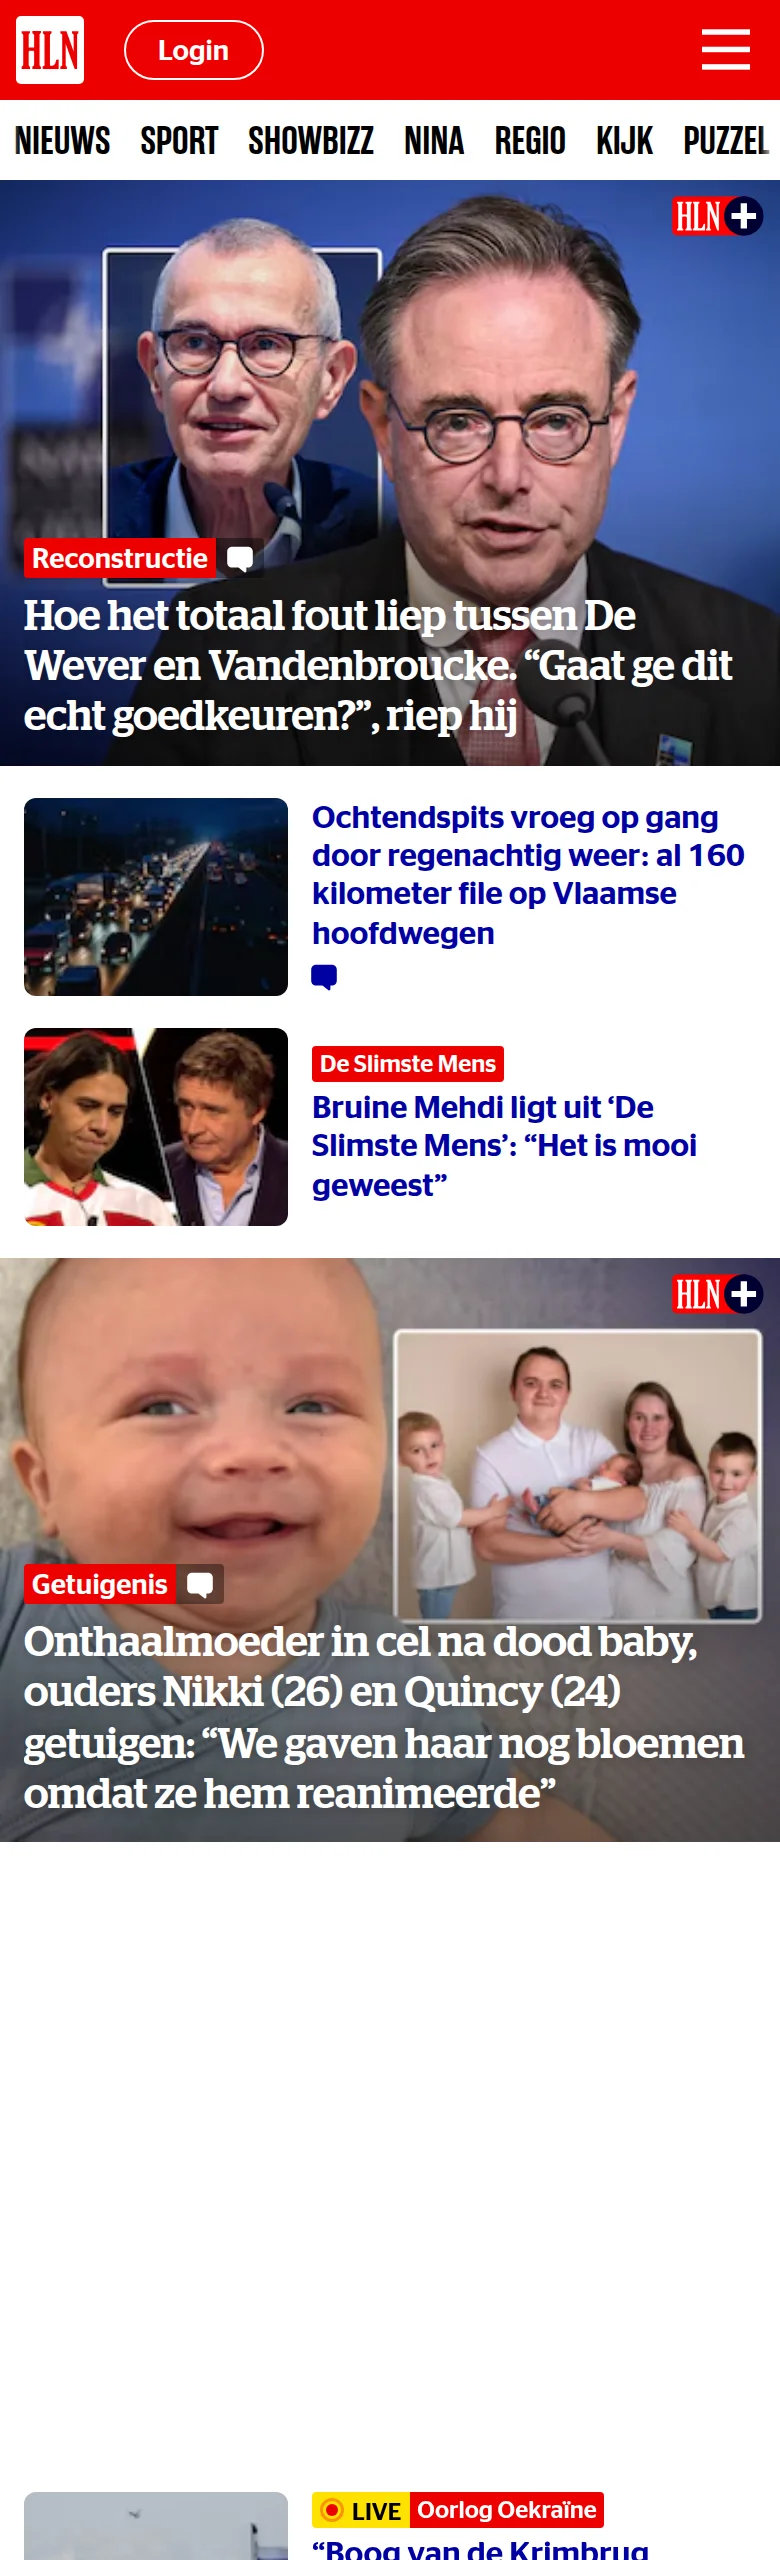 HLN
Login
NIEUWS SPORT SHOWBIZZ NINA REGIO KIJK PUZZEL
HLN
Reconstructie
Hoe het totaal fout liep tussen De
Wever en Vandenbroucke. “Gaat ge dit
echt goedkeuren?”, riep hij
Ochtendspits vroeg op gang
door regenachtig weer: al 160
kilometer file op Vlaamse
hoofdwegen
De Slimste Mens
Bruine Mehdi ligt uit ‘De
Slimste Mens’: “Het is mooi
geweest”
HLN
Getuigenis
Onthaalmoeder in cel na dood baby,
ouders Nikki (26) en Quincy (24)
getuigen: “We gaven haar nog bloemen
omdat ze hem reanimeerde”
LIVE Oorlog Oekraïne
“Boog van de Krimbrug